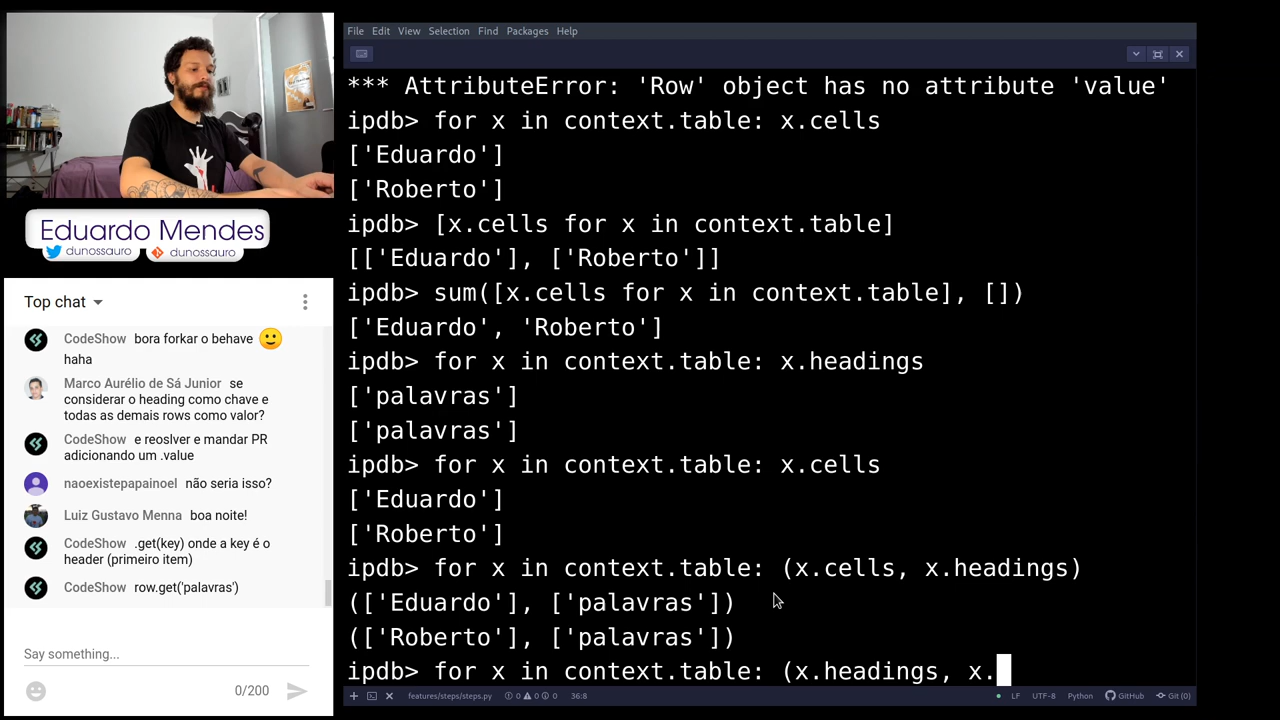 File Edit View Selection Find Packages Help
*** AttributeError: 'Row' object has no attribute 'value'
ipdb> for x in context.table: x.cells
['Eduardo']
['Roberto']
ipdb> [x.cells for x in context.table]
[['Eduardo'], ['Roberto']]
ipdb> sum([x.cells for x in context.table], [])
['Eduardo', 'Roberto']
ipdb> for x in context.table: x.headings
['palavras']
['palavras']
ipdb> for x in context.table: x.cells
['Eduardo']
['Roberto']
ipdb> for x in context.table: (x.cells, x.headings)
(['Eduardo'], ['palavras'])
(['Roberto'], ['palavras'])
ipdb> for x in context.table: (x.headings, x.
features/steps/steps.py 0 0 0 36:8 LF UTF-8 Python GitHub Git (0)
Eduardo Mendes
dunossauro dunossauro
Top chat
CodeShow bora forkar o behave
haha
Marco Aurélio de Sá Junior se
considerar o heading como chave e
todas as demais rows como valor?
CodeShow e reoslver e mandar PR
adicionando um .value
naoexistepapainoel não seria isso?
Luiz Gustavo Menna boa noite!
CodeShow .get(key) onde a key é o
header (primeiro item)
CodeShow row.get('palavras')
Say something...
0/200